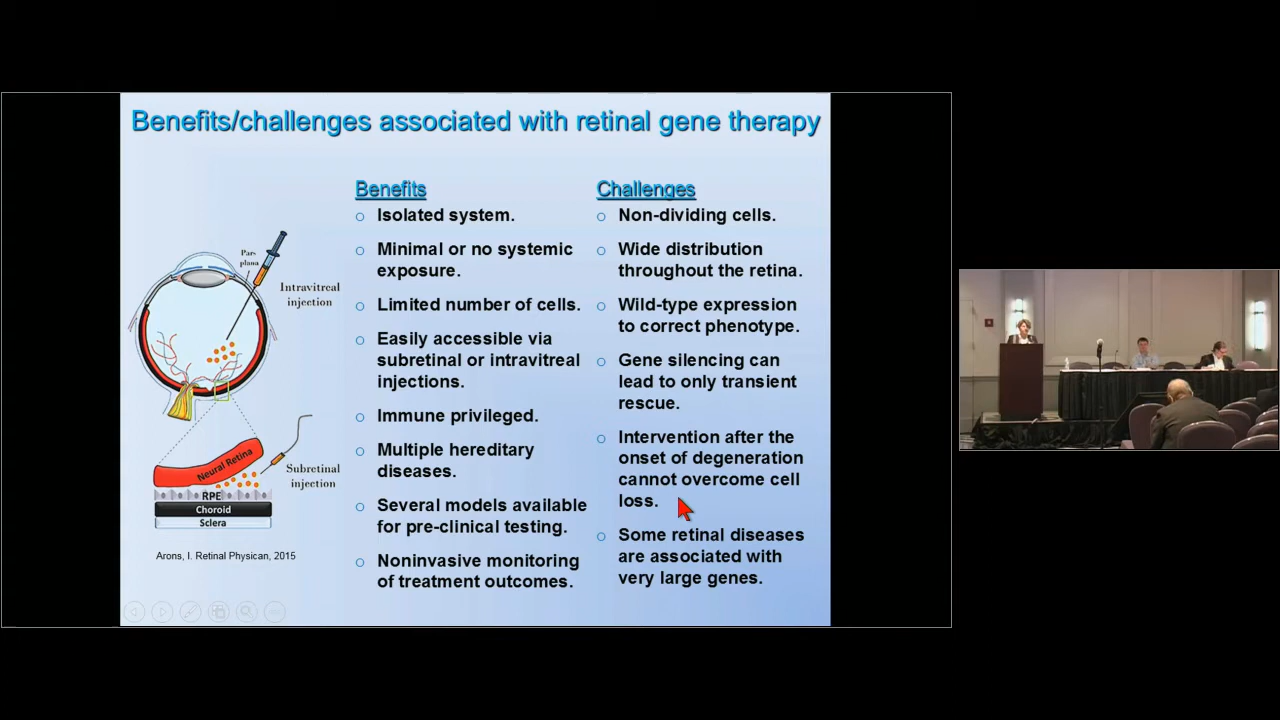 Benefits/challenges associated with retinal gene therapy
Pars
plana
Intravitreal
injection
Neural Retina
RPE
Choroid
Sclera
Subretinal
injection
Arons, I. Retinal Physican, 2015
Benefits
Isolated system.
Minimal or no systemic
exposure.
Limited number of cells.
Easily accessible via
subretinal or intravitreal
injections.
Immune privileged.
Multiple hereditary
diseases.
Several models available
for pre-clinical testing.
Noninvasive monitoring
of treatment outcomes.
Challenges
Non-dividing cells.
Wide distribution
throughout the retina.
Wild-type expression
to correct phenotype.
Gene silencing can
lead to only transient
rescue.
Intervention after the
onset of degeneration
cannot overcome cell
loss.
Some retinal diseases
are associated with
very large genes.